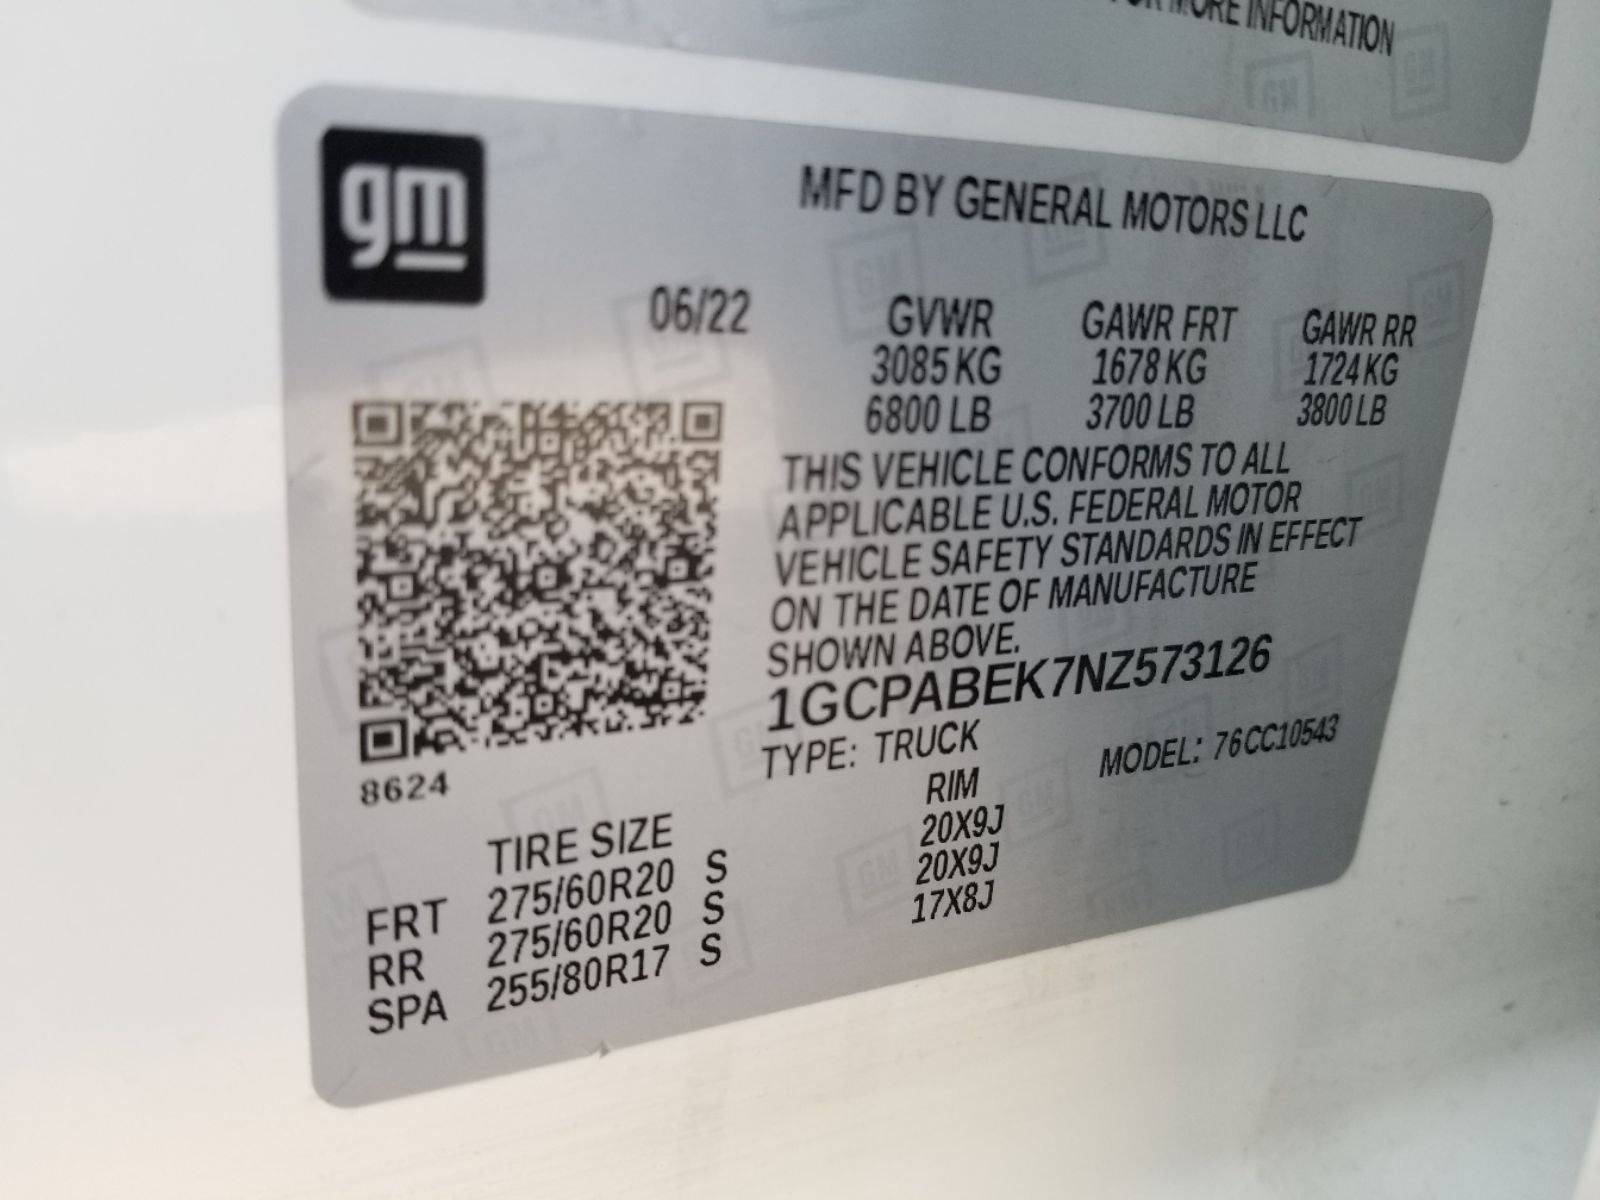 FOR MORE INFORMATION
gm
MFD BY GENERAL MOTORS LLC
06/22
GVWR GAWR FRT GAWR RR
3085 KG 1678 KG 1724 KG
6800 LB 3700 LB 3800 LB
THIS VEHICLE CONFORMS TO ALL
APPLICABLE U.S. FEDERAL MOTOR
VEHICLE SAFETY STANDARDS IN EFFECT
ON THE DATE OF MANUFACTURE
SHOWN ABOVE.
1GCPABEK7NZ573126
TYPE: TRUCK MODEL: 76CC10543
8624
TIRE SIZE RIM
FRT 275/60R20 S 20X9J
RR 275/60R20 S 20X9J
SPA 255/80R17 S 17X8J